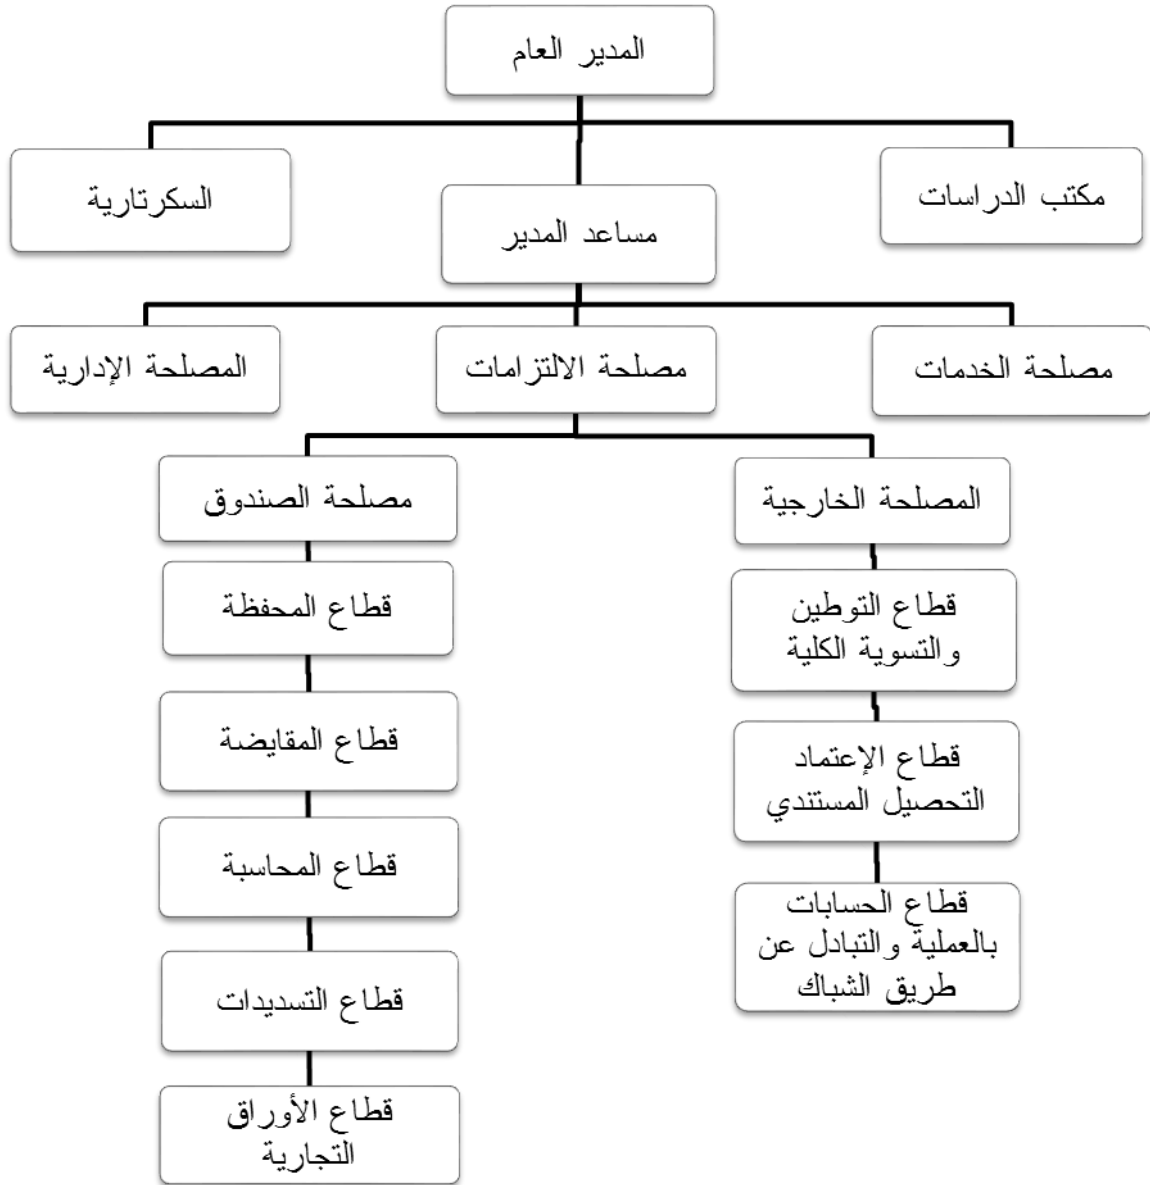 المدير العام
مكتب الدراسات
مساعد المدير
السكرتارية
مصلحة الخدمات
مصلحة الالتزامات
المصلحة الإدارية
المصلحة الخارجية
قطاع التوطين
والتسوية الكلية
قطاع الإعتماد
التحصيل المستندي
قطاع الحسابات
بالعملية والتبادل عن
طريق الشباك
مصلحة الصندوق
قطاع المحفظة
قطاع المقايضة
قطاع المحاسبة
قطاع التسديدات
قطاع الأوراق
التجارية